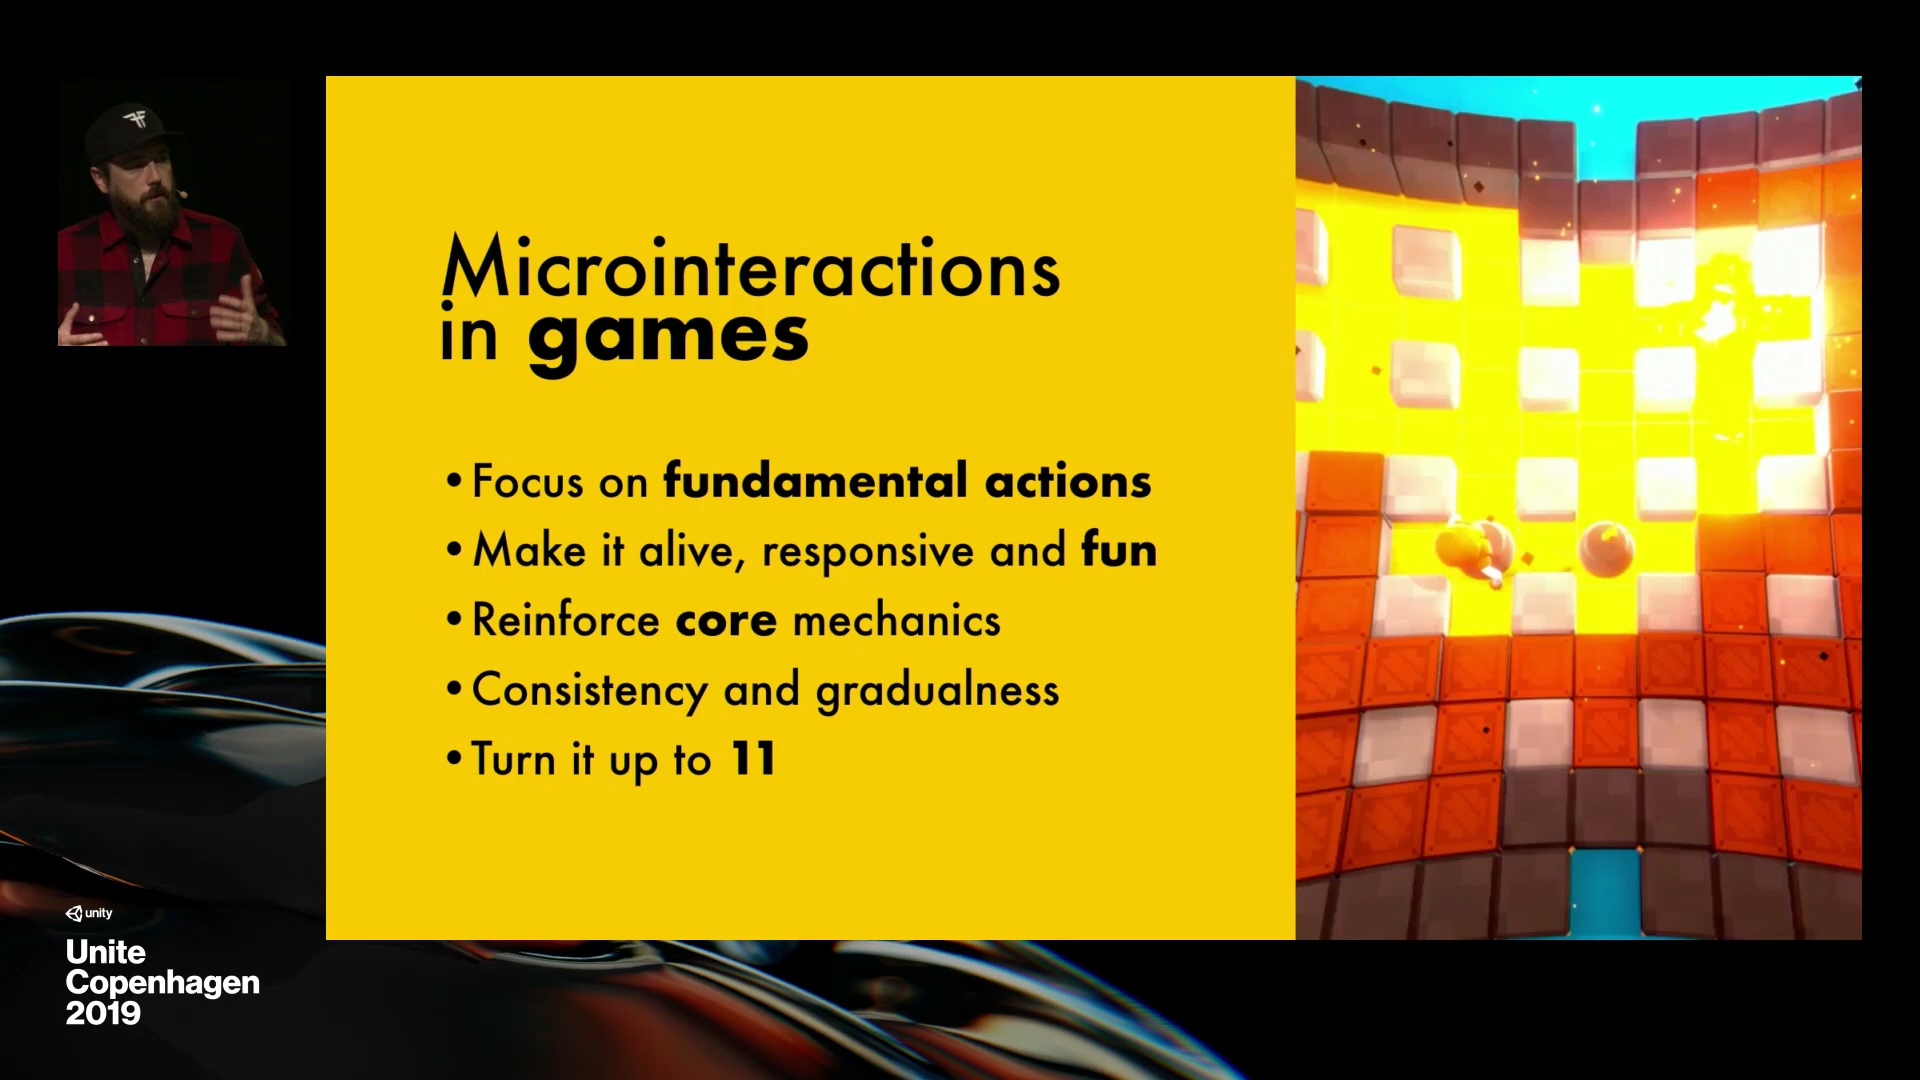 Microinteractions
in games
•Focus on fundamental actions
•Make it alive, responsive and fun
•Reinforce core mechanics
•Consistency and gradualness
•Turn it up to 11
unity
Unite
Copenhagen
2019